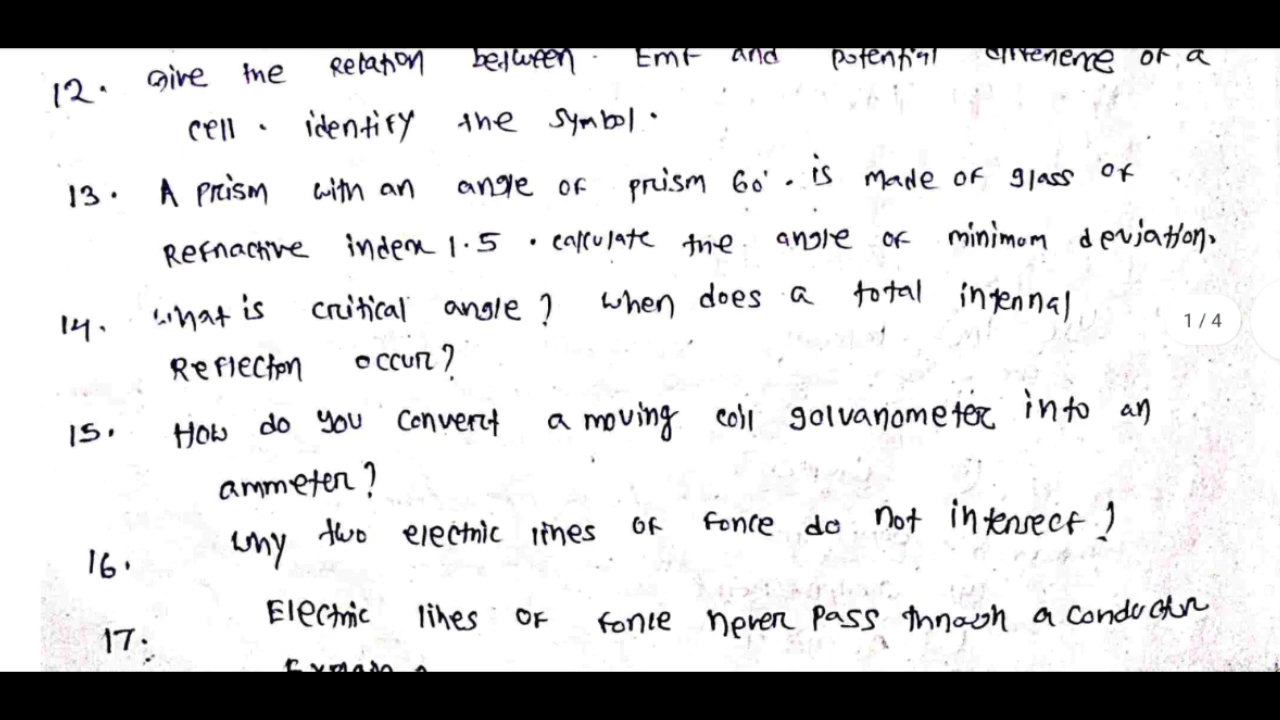 12. Give the Relation between. Emf and potential difference of a
cell. identify the symbol.
13. A prism with an angle of prism 60°. is made of glass of
Refractive index 1.5. calculate the angle of minimum deviation.
14. What is critical angle? when does a total internal
1/4
Reflecton occur?
15. How do you convert a moving coil galvanometer into an
ammeter?
16. Why two electric lines of force do not intersect?
17. Electric lines of force never pass through a conductor
Explain.